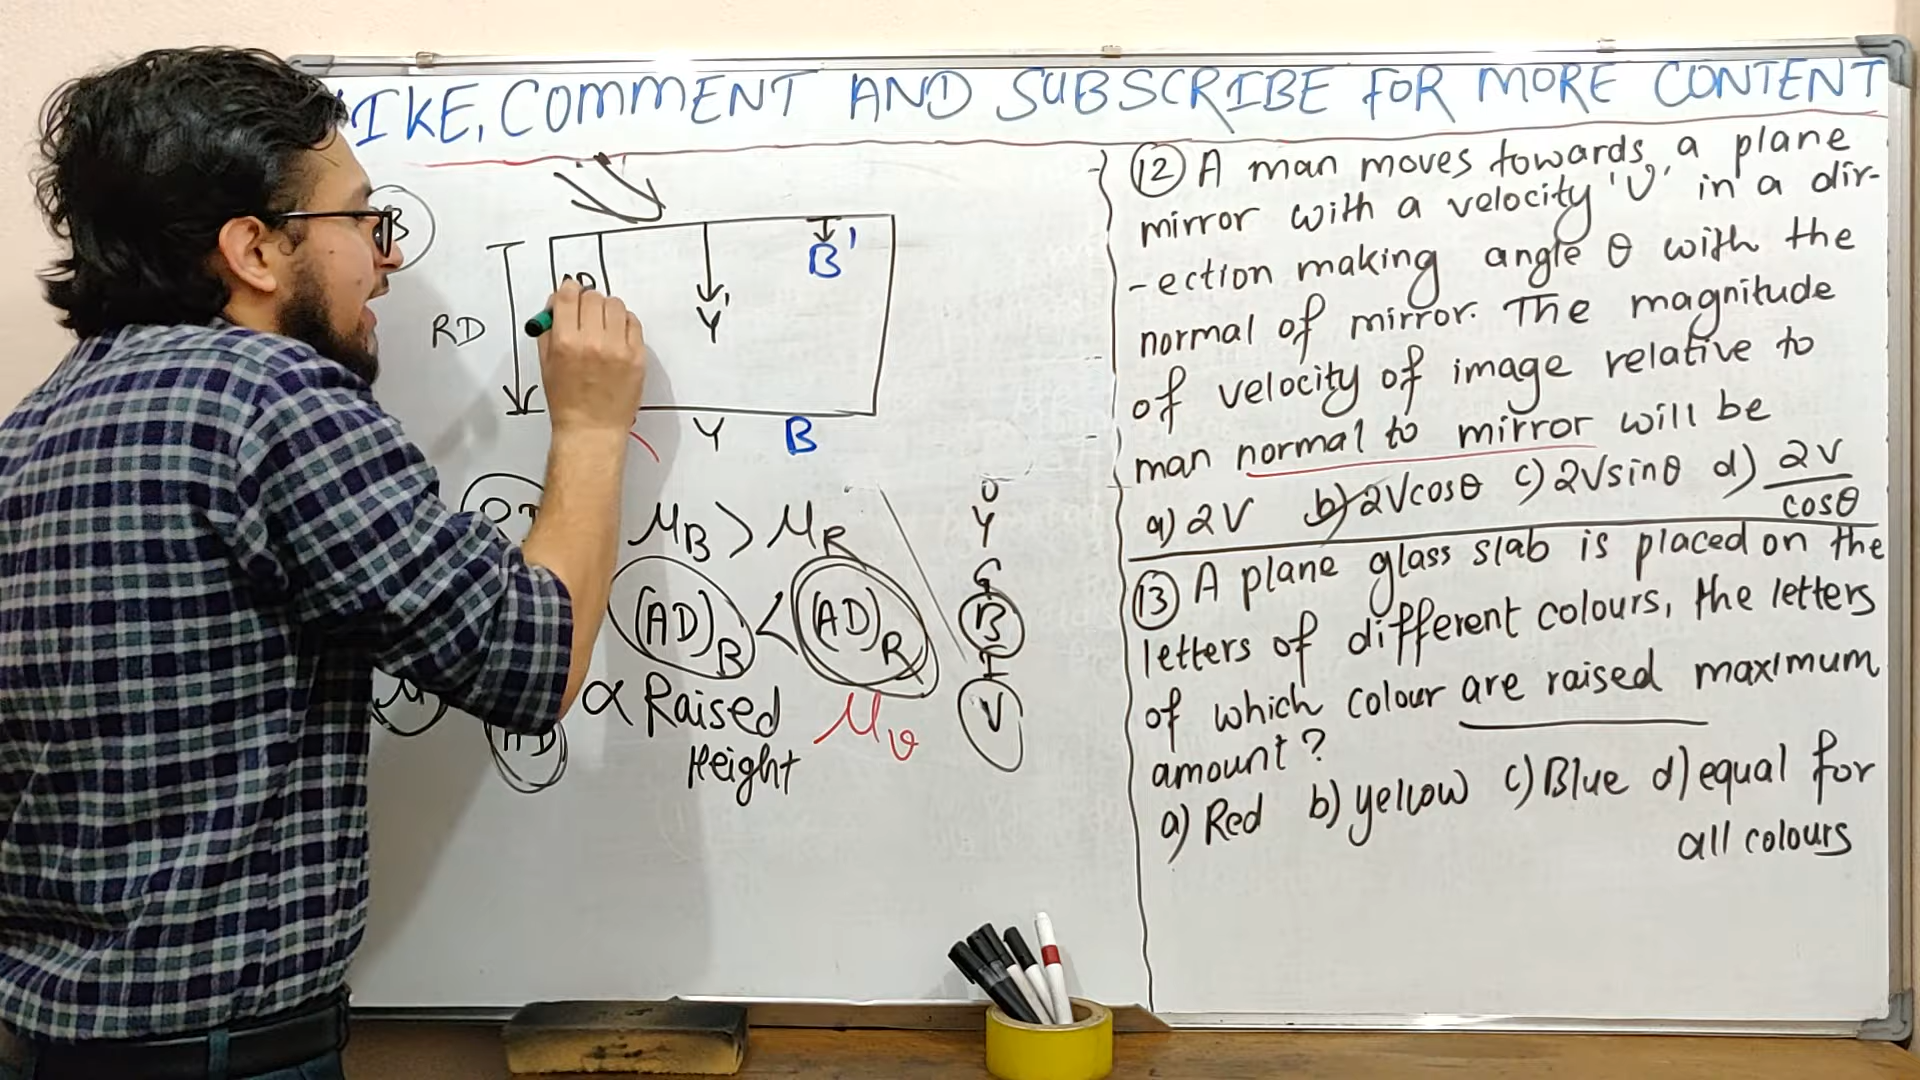 IKE, COMMENT AND SUBSCRIBE FOR MORE CONTENT
B
RD
B'
Y'
Y B
μB > μR
(AD)B < (AD)R
μ
AD
α Raised
Height
μv
O
Y
G
B
I
V
(12) A man moves towards a plane
mirror with a velocity 'V' in a dir-
-ection making angle θ with the
normal of mirror. The magnitude
of velocity of image relative to
man normal to mirror will be
a) 2V b) 2Vcosθ c) 2Vsinθ d) 2V/cosθ
(13) A plane glass slab is placed on the
letters of different colours, the letters
of which colour are raised maximum
amount?
a) Red b) yellow c) Blue d) equal for
all colours